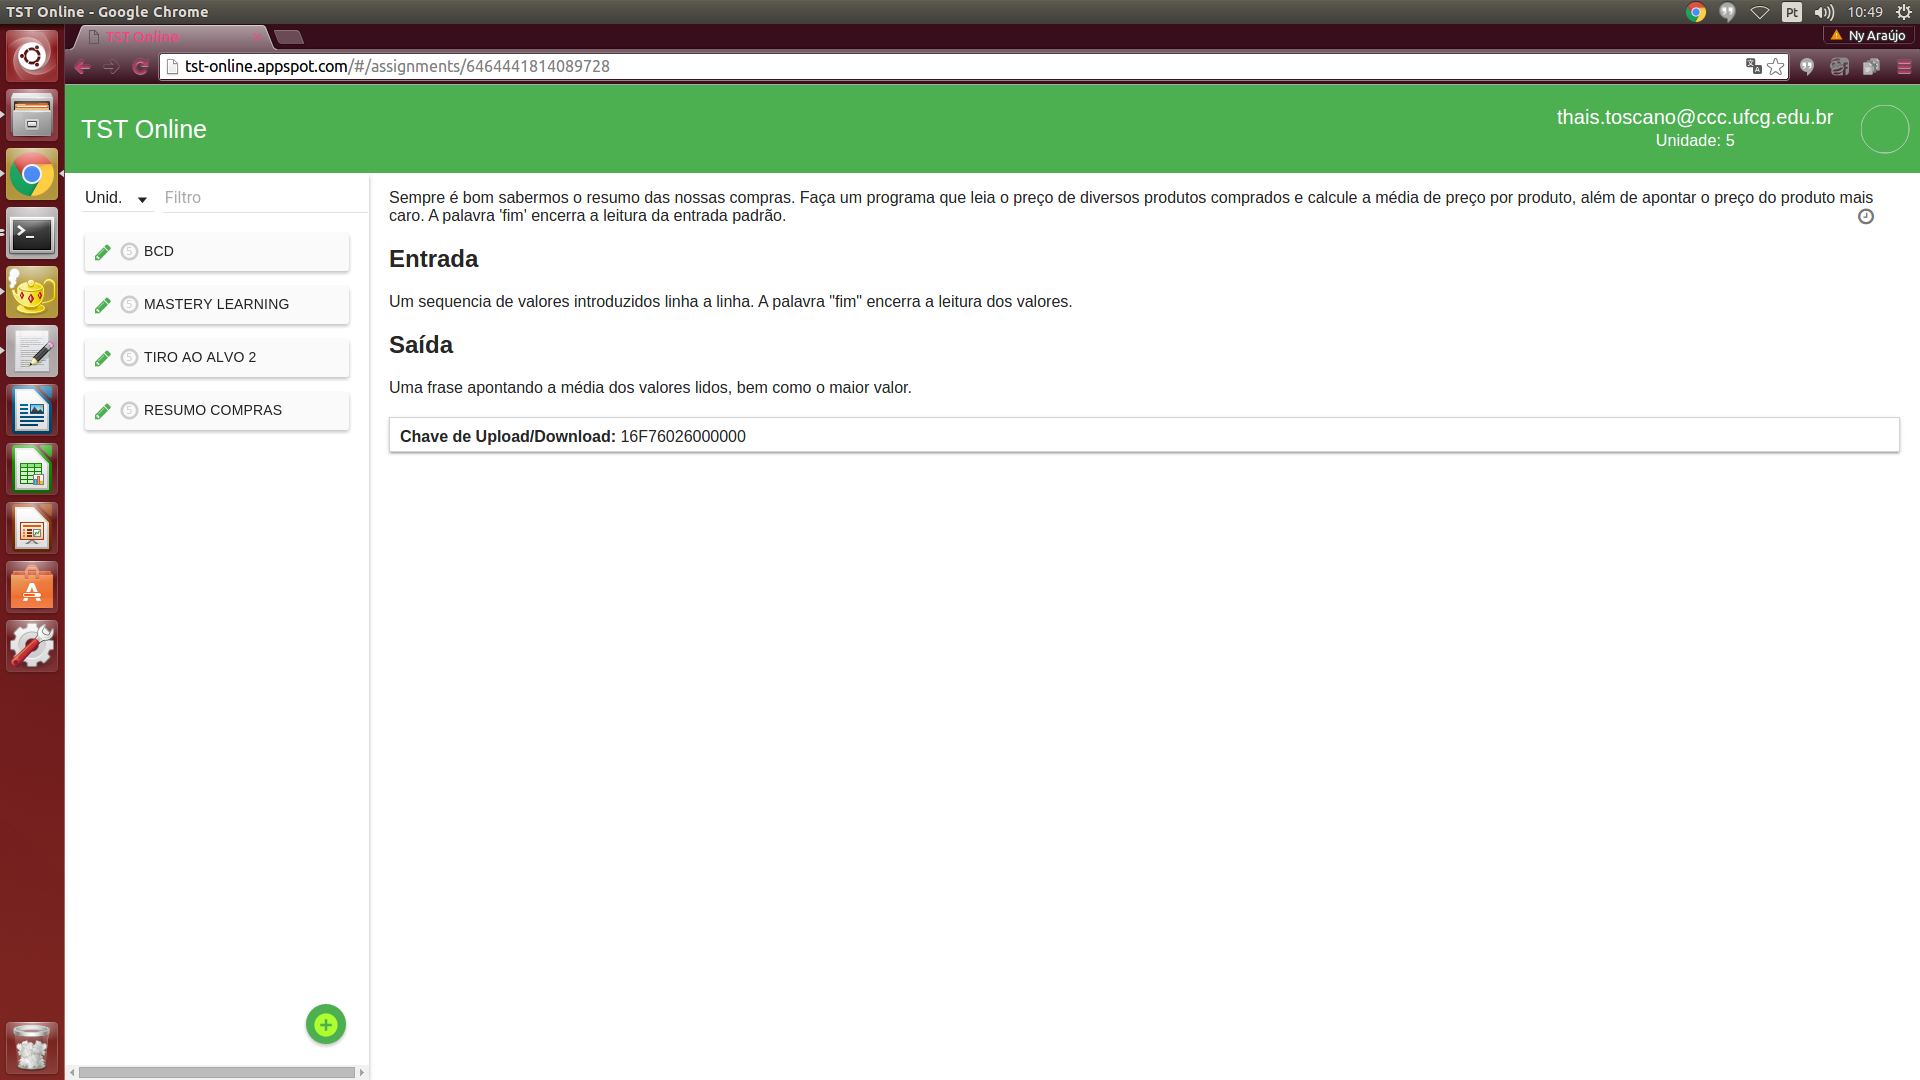 TST Online - Google Chrome
Pt
10:49
TST Online
Ny Araújo
tst-online.appspot.com/#/assignments/6464441814089728
TST Online
thais.toscano@ccc.ufcg.edu.br
Unidade: 5
Unid.
Filtro
5 BCD
5 MASTERY LEARNING
5 TIRO AO ALVO 2
5 RESUMO COMPRAS
Sempre é bom sabermos o resumo das nossas compras. Faça um programa que leia o preço de diversos produtos comprados e calcule a média de preço por produto, além de apontar o preço do produto mais
caro. A palavra 'fim' encerra a leitura da entrada padrão.
Entrada
Um sequencia de valores introduzidos linha a linha. A palavra "fim" encerra a leitura dos valores.
Saída
Uma frase apontando a média dos valores lidos, bem como o maior valor.
Chave de Upload/Download: 16F76026000000